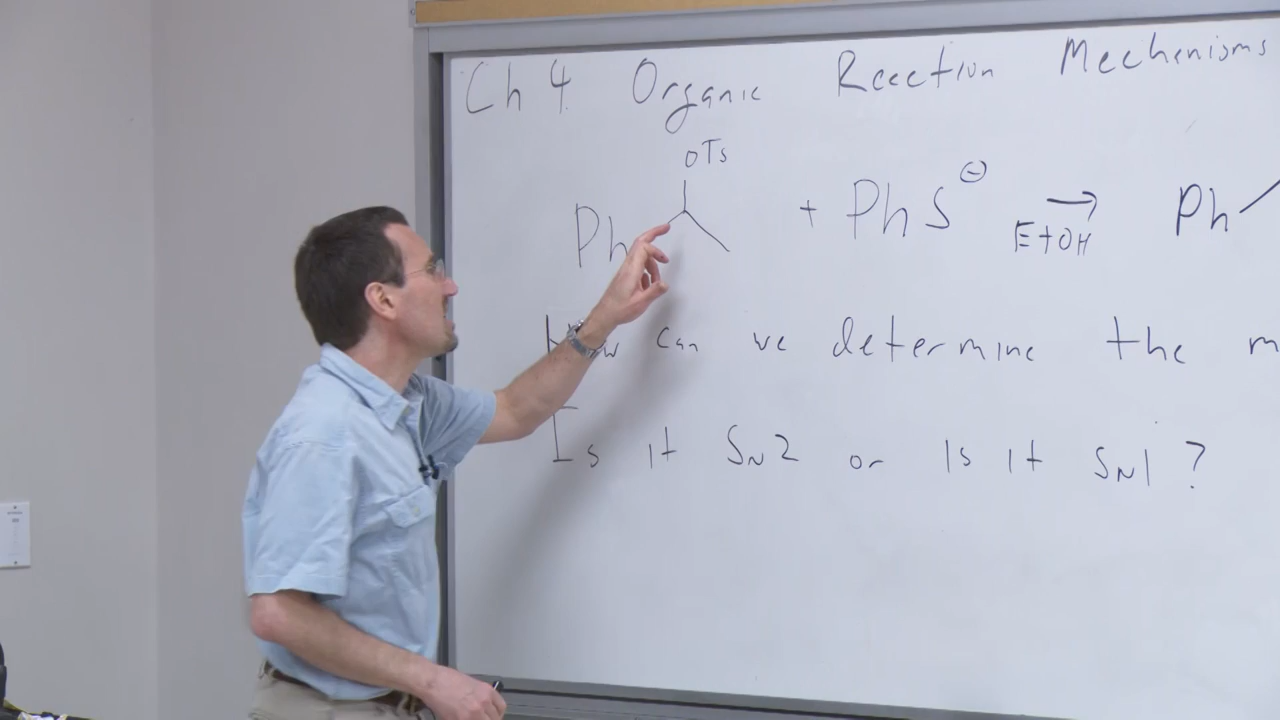 Ch 4 Organic Reaction Mechanisms
OTs
Ph + PhS⊖ → Ph
EtOH
How can we determine the m
Is it SN2 or Is it SN1 ?